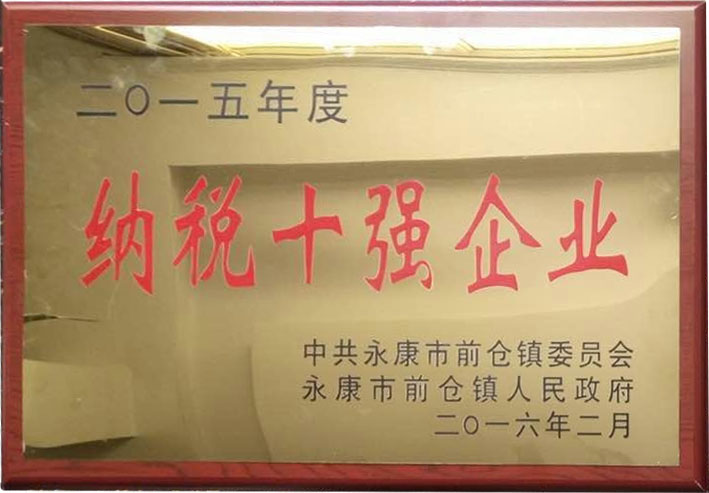 二〇一五年度
纳税十强企业
中共永康市前仓镇委员会
永康市前仓镇人民政府
二〇一六年二月